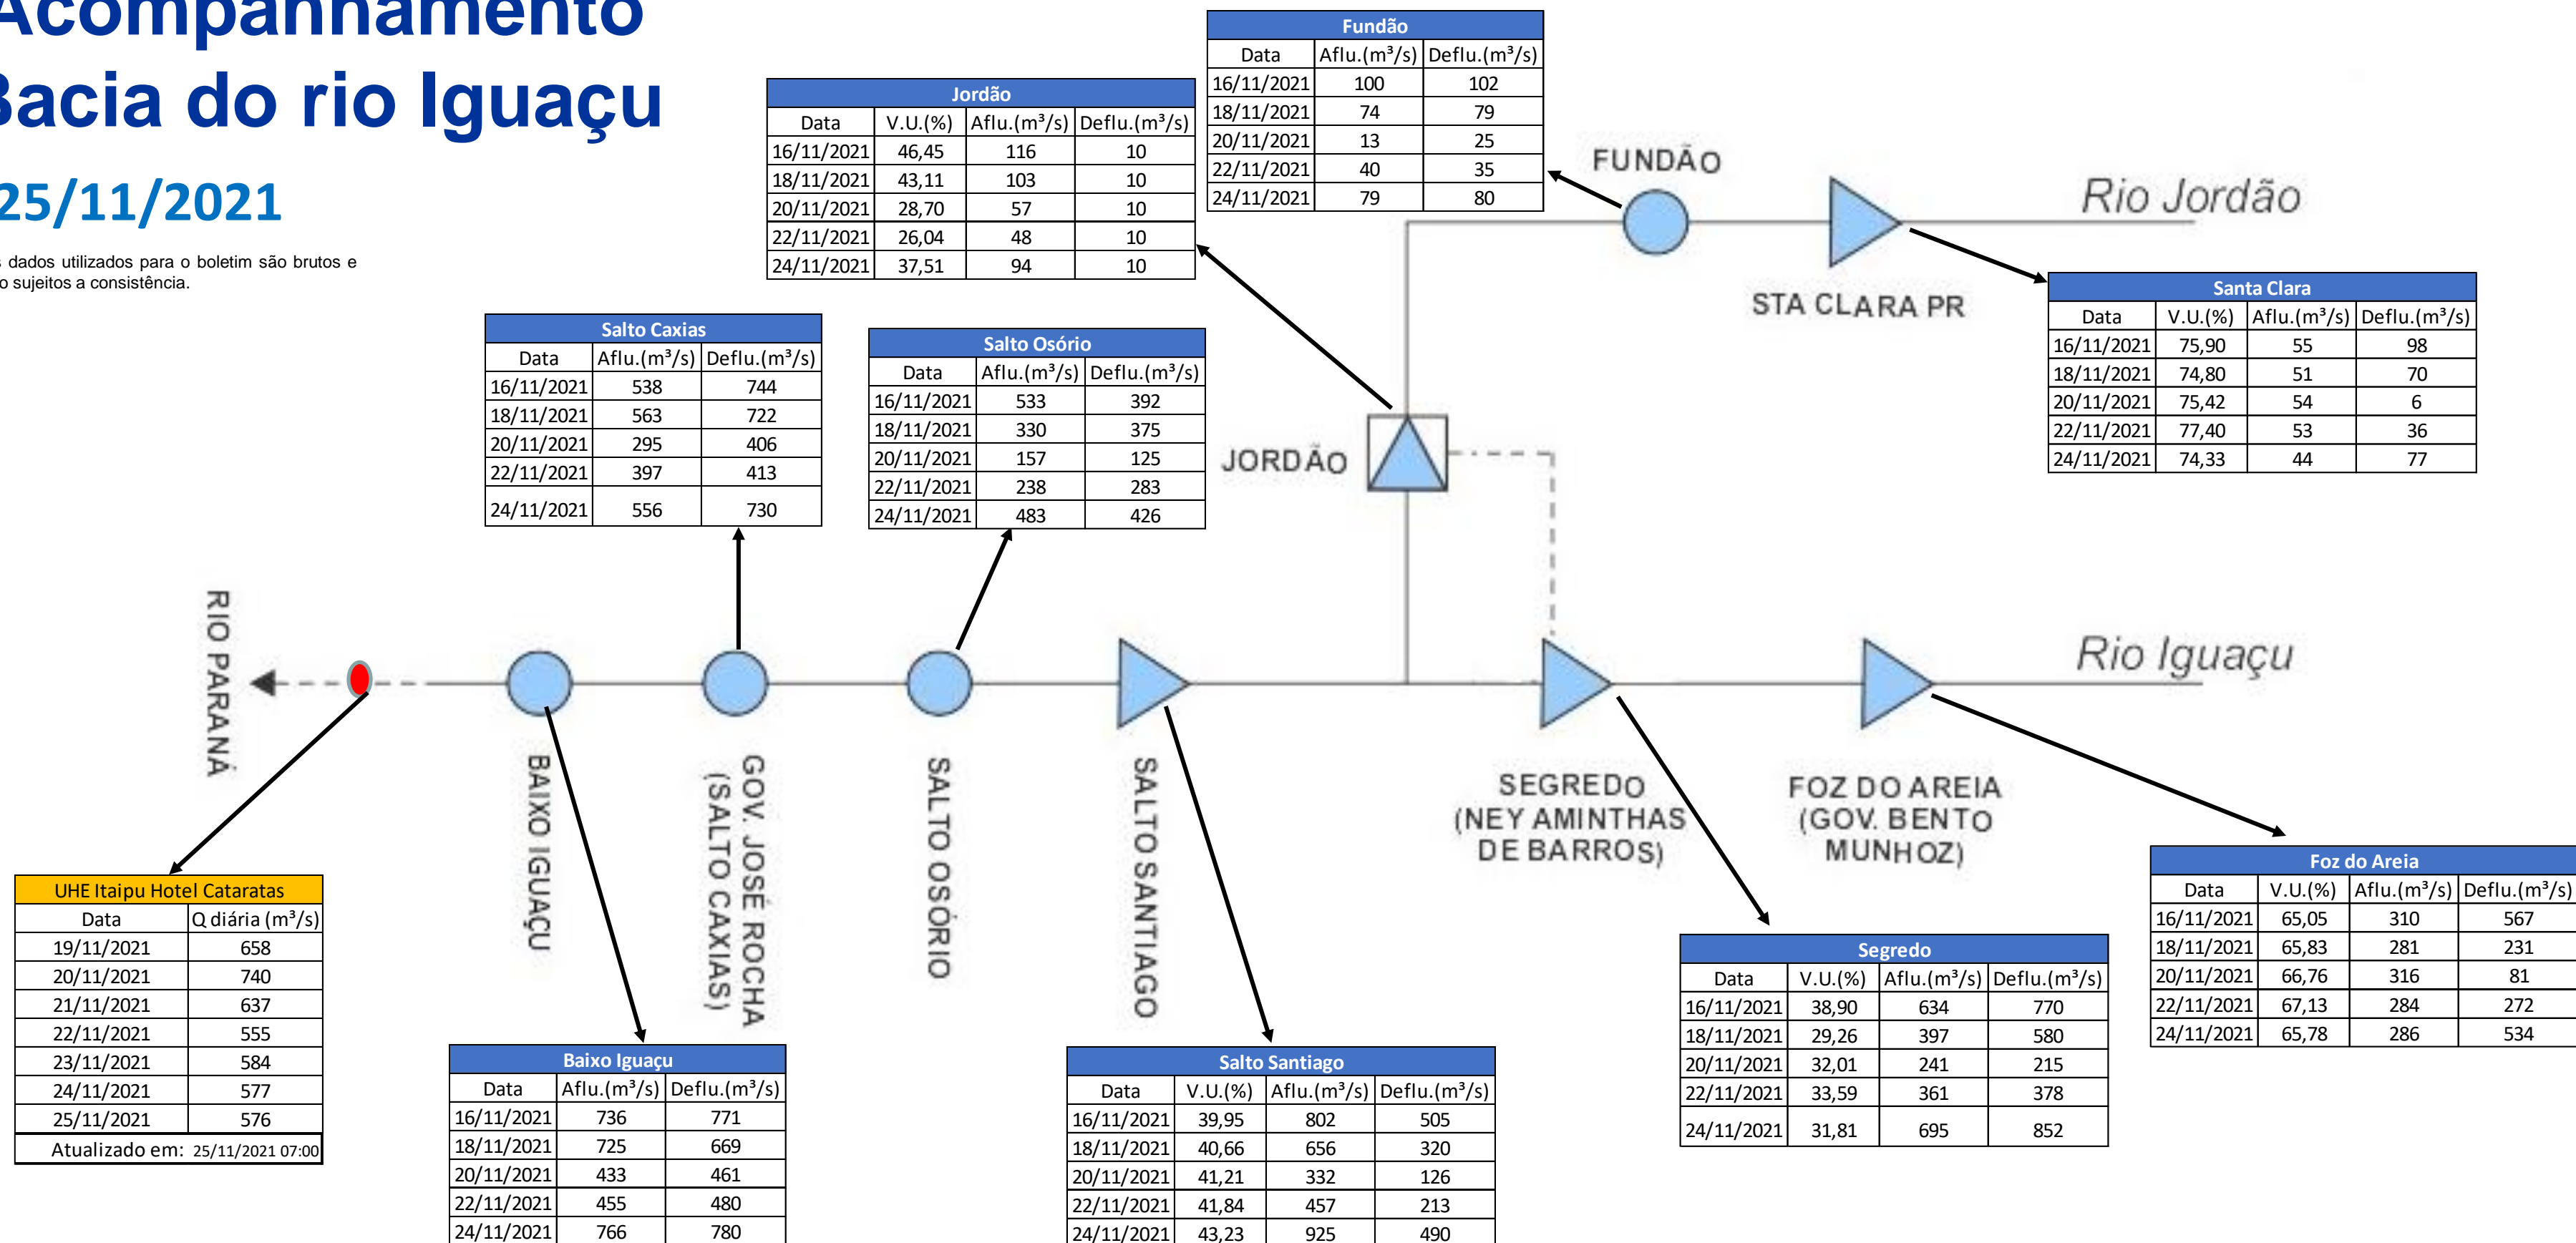 Acompanhamento
Bacia do rio Iguaçu
25/11/2021
dados utilizados para o boletim são brutos e
sujeitos a consistência.
Fundão
Data Aflu.(m³/s) Deflu.(m³/s)
16/11/2021 100 102
18/11/2021 74 79
20/11/2021 13 25
22/11/2021 40 35
24/11/2021 79 80
Jordão
Data V.U.(%) Aflu.(m³/s) Deflu.(m³/s)
16/11/2021 46,45 116 10
18/11/2021 43,11 103 10
20/11/2021 28,70 57 10
22/11/2021 26,04 48 10
24/11/2021 37,51 94 10
FUNDÃO
Rio Jordão
STA CLARA PR
Santa Clara
Data V.U.(%) Aflu.(m³/s) Deflu.(m³/s)
16/11/2021 75,90 55 98
18/11/2021 74,80 51 70
20/11/2021 75,42 54 6
22/11/2021 77,40 53 36
24/11/2021 74,33 44 77
Salto Caxias
Data Aflu.(m³/s) Deflu.(m³/s)
16/11/2021 538 744
18/11/2021 563 722
20/11/2021 295 406
22/11/2021 397 413
24/11/2021 556 730
Salto Osório
Data Aflu.(m³/s) Deflu.(m³/s)
16/11/2021 533 392
18/11/2021 330 375
20/11/2021 157 125
22/11/2021 238 283
24/11/2021 483 426
JORDÃO
RIO PARANÁ
Rio Iguaçu
BAIXO IGUAÇU
GOV. JOSÉ ROCHA
(SALTO CAXIAS)
SALTO OSÓRIO
SALTO SANTIAGO
SEGREDO
(NEY AMINTHAS
DE BARROS)
FOZ DO AREIA
(GOV. BENTO
MUNHOZ)
UHE Itaipu Hotel Cataratas
Data Q diária (m³/s)
19/11/2021 658
20/11/2021 740
21/11/2021 637
22/11/2021 555
23/11/2021 584
24/11/2021 577
25/11/2021 576
Atualizado em: 25/11/2021 07:00
Baixo Iguaçu
Data Aflu.(m³/s) Deflu.(m³/s)
16/11/2021 736 771
18/11/2021 725 669
20/11/2021 433 461
22/11/2021 455 480
24/11/2021 766 780
Salto Santiago
Data V.U.(%) Aflu.(m³/s) Deflu.(m³/s)
16/11/2021 39,95 802 505
18/11/2021 40,66 656 320
20/11/2021 41,21 332 126
22/11/2021 41,84 457 213
24/11/2021 43,23 925 490
Segredo
Data V.U.(%) Aflu.(m³/s) Deflu.(m³/s)
16/11/2021 38,90 634 770
18/11/2021 29,26 397 580
20/11/2021 32,01 241 215
22/11/2021 33,59 361 378
24/11/2021 31,81 695 852
Foz do Areia
Data V.U.(%) Aflu.(m³/s) Deflu.(m³/s)
16/11/2021 65,05 310 567
18/11/2021 65,83 281 231
20/11/2021 66,76 316 81
22/11/2021 67,13 284 272
24/11/2021 65,78 286 534